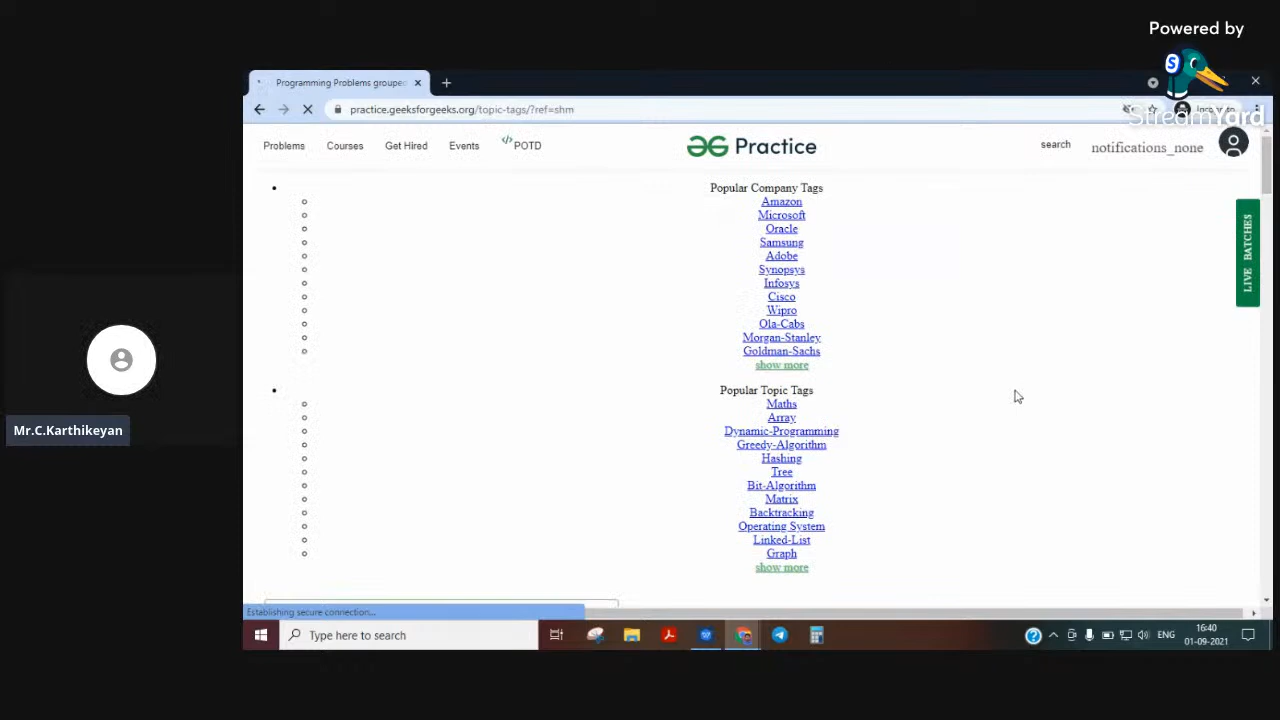 Powered by
StreamYard
Programming Problems grouped
practice.geeksforgeeks.org/topic-tags/?ref=shm
Problems
Courses
Get Hired
Events
</> POTD
Practice
search
notifications_none
Popular Company Tags
Amazon
Microsoft
Oracle
Samsung
Adobe
Synopsys
Infosys
Cisco
Wipro
Ola-Cabs
Morgan-Stanley
Goldman-Sachs
show more
LIVE BATCHES
Popular Topic Tags
Maths
Array
Dynamic-Programming
Greedy-Algorithm
Hashing
Tree
Bit-Algorithm
Matrix
Backtracking
Operating System
Linked-List
Graph
show more
Mr.C.Karthikeyan
Establishing secure connection...
Type here to search
ENG
16:40
01-09-2021